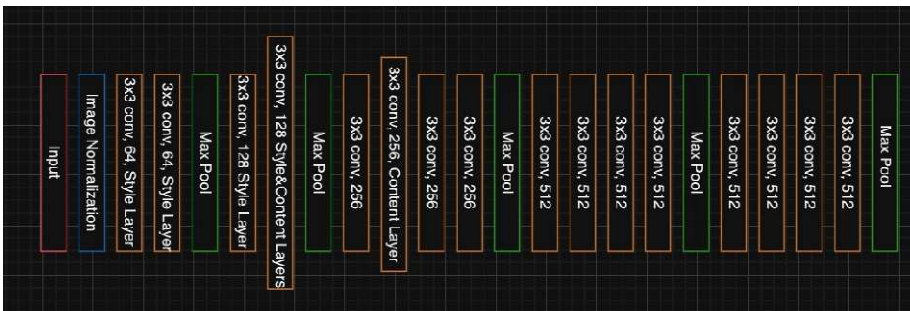 Input
Image Normalization
3x3 conv, 64, Style Layer
3x3 conv, 64, Style Layer
Max Pool
3x3 conv, 128 Style Layer
3x3 conv, 128 Style&Content Layers
Max Pool
3x3 conv, 256
3x3 conv, 256, Content Layer
3x3 conv, 256
3x3 conv, 256
Max Pool
3x3 conv, 512
3x3 conv, 512
3x3 conv, 512
3x3 conv, 512
Max Pool
3x3 conv, 512
3x3 conv, 512
3x3 conv, 512
3x3 conv, 512
Max Pool